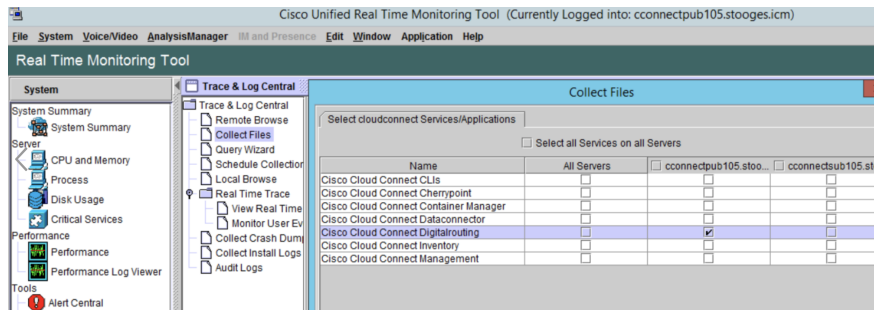 Cisco Unified Real Time Monitoring Tool (Currently Logged into: cconnectpub105.stooges.icm)
File System Voice/Video AnalysisManager IM and Presence Edit Window Application Help
Real Time Monitoring Tool
System
System Summary
System Summary
Server
CPU and Memory
Process
Disk Usage
Critical Services
Performance
Performance
Performance Log Viewer
Tools
Alert Central
Trace & Log Central
Trace & Log Central
Remote Browse
Collect Files
Query Wizard
Schedule Collection
Local Browse
Real Time Trace
View Real Time
Monitor User Ev
Collect Crash Dum
Collect Install Logs
Audit Logs
Collect Files
Select cloudconnect Services/Applications
Select all Services on all Servers
Name All Servers cconnectpub105.stoo... cconnectsub105.st
Cisco Cloud Connect CLIs
Cisco Cloud Connect Cherrypoint
Cisco Cloud Connect Container Manager
Cisco Cloud Connect Dataconnector
Cisco Cloud Connect Digitalrouting
Cisco Cloud Connect Inventory
Cisco Cloud Connect Management